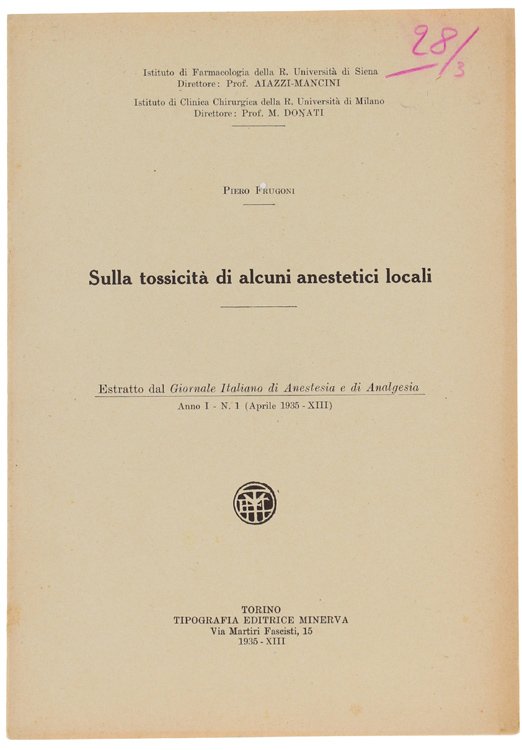 28/3
Istituto di Farmacologia della R. Università di Siena
Direttore: Prof. AIAZZI-MANCINI
Istituto di Clinica Chirurgica della R. Università di Milano
Direttore: Prof. M. DONATI
PIERO FRUGONI
Sulla tossicità di alcuni anestetici locali
Estratto dal Giornale Italiano di Anestesia e di Analgesia
Anno I - N. 1 (Aprile 1935 - XIII)
TORINO
TIPOGRAFIA EDITRICE MINERVA
Via Martiri Fascisti, 15
1935 - XIII